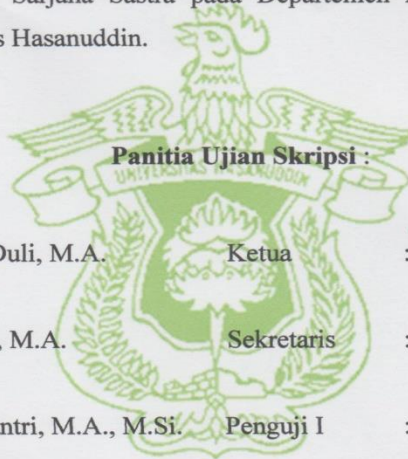 Sarjana Sastra pada Departemen
s Hasanuddin.
Panitia Ujian Skripsi :
UNIVERSITAS HASANUDDIN
Duli, M.A. Ketua :
, M.A. Sekretaris :
ntri, M.A., M.Si. Penguji I :